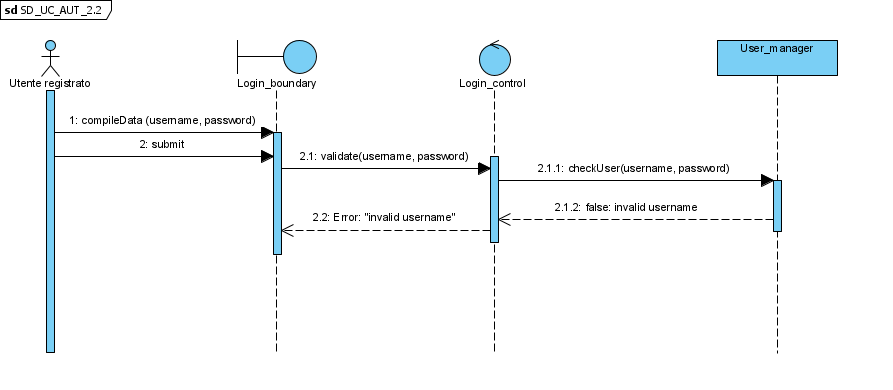 sd SD_UC_AUT_2.2
Utente registrato
Login_boundary
Login_control
User_manager
1: compileData (username, password)
2: submit
2.1: validate(username, password)
2.1.1: checkUser(username, password)
2.1.2: false: invalid username
2.2: Error: "invalid username"